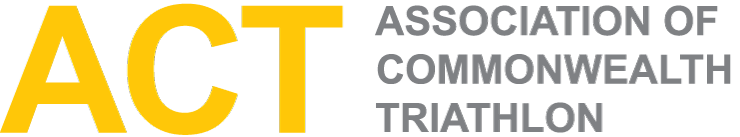 ACT
ASSOCIATION OF
COMMONWEALTH
TRIATHLON